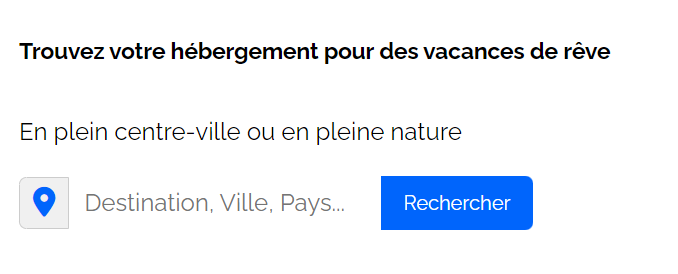 Trouvez votre hébergement pour des vacances de rêve
En plein centre-ville ou en pleine nature
Destination, Ville, Pays...
Rechercher